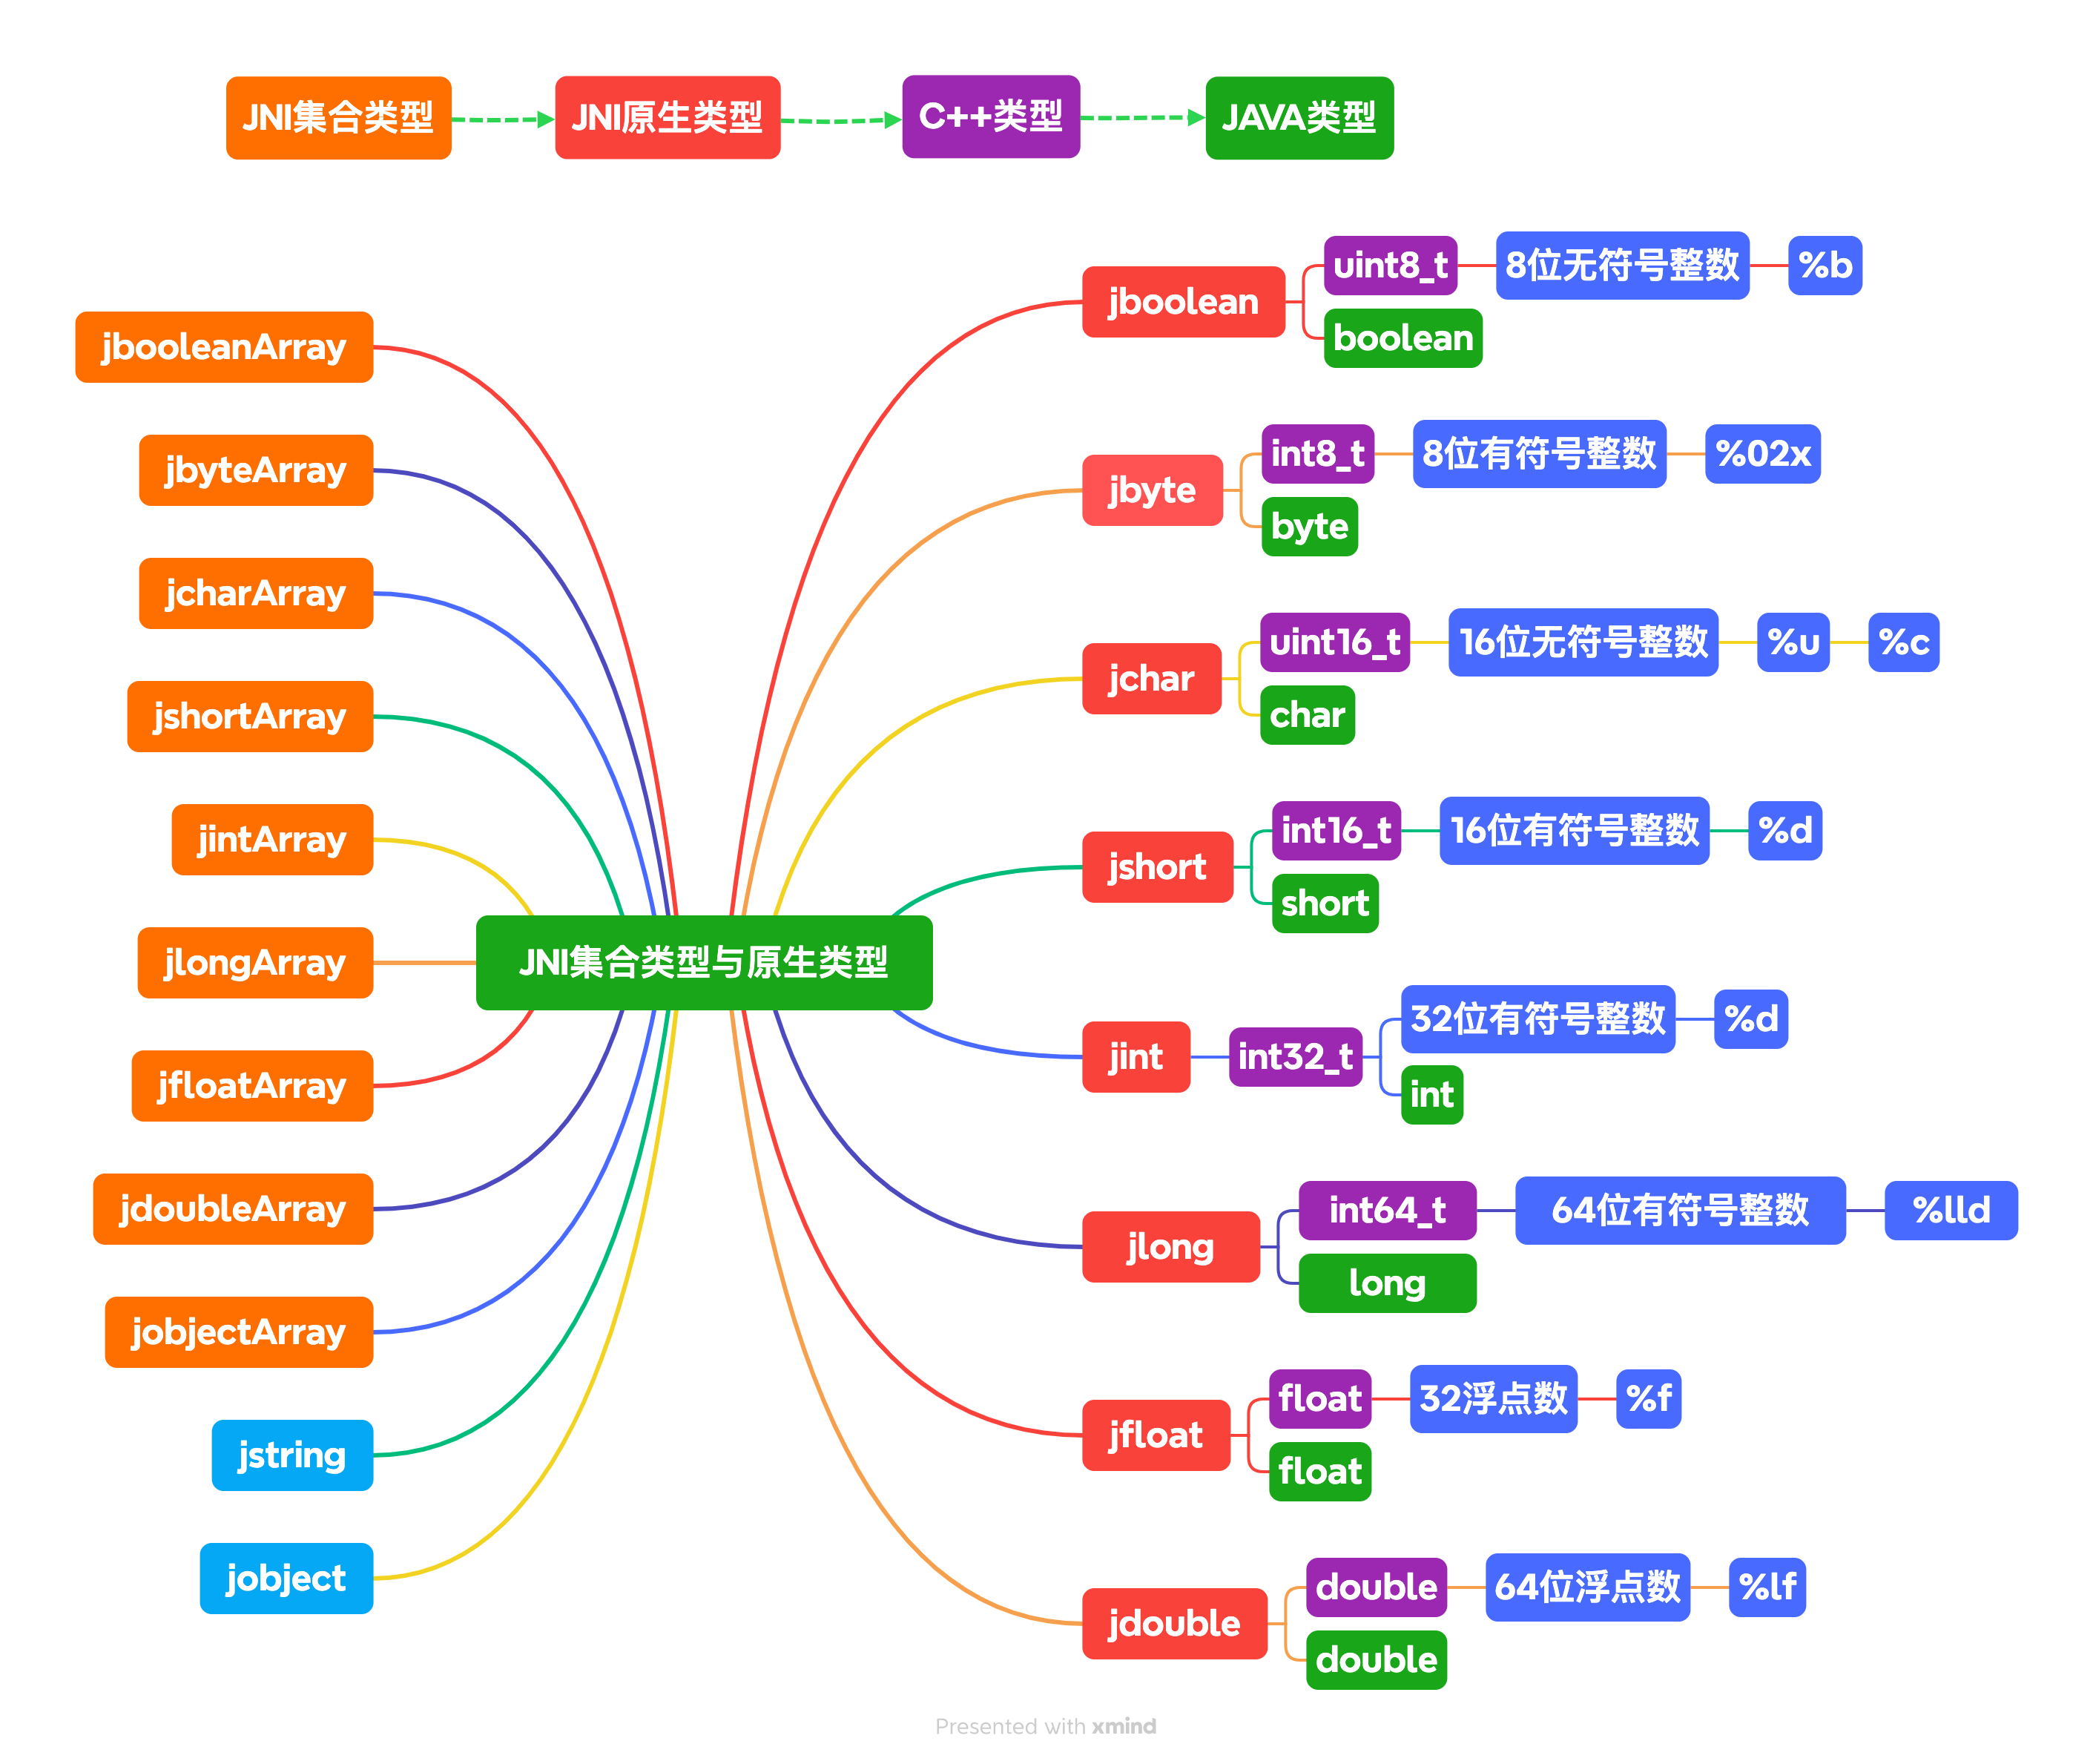 JNI集合类型
JNI原生类型
C++类型
JAVA类型
jbooleanArray
jbyteArray
jcharArray
jshortArray
jintArray
jlongArray
jfloatArray
jdoubleArray
jobjectArray
jstring
jobject
JNI集合类型与原生类型
jboolean
uint8_t
8位无符号整数
%b
boolean
jbyte
int8_t
8位有符号整数
%02x
byte
jchar
uint16_t
16位无符号整数
%u
%c
char
jshort
int16_t
16位有符号整数
%d
short
jint
int32_t
32位有符号整数
%d
int
jlong
int64_t
64位有符号整数
%lld
long
jfloat
float
32浮点数
%f
float
jdouble
double
64位浮点数
%lf
double
Presented with xmind